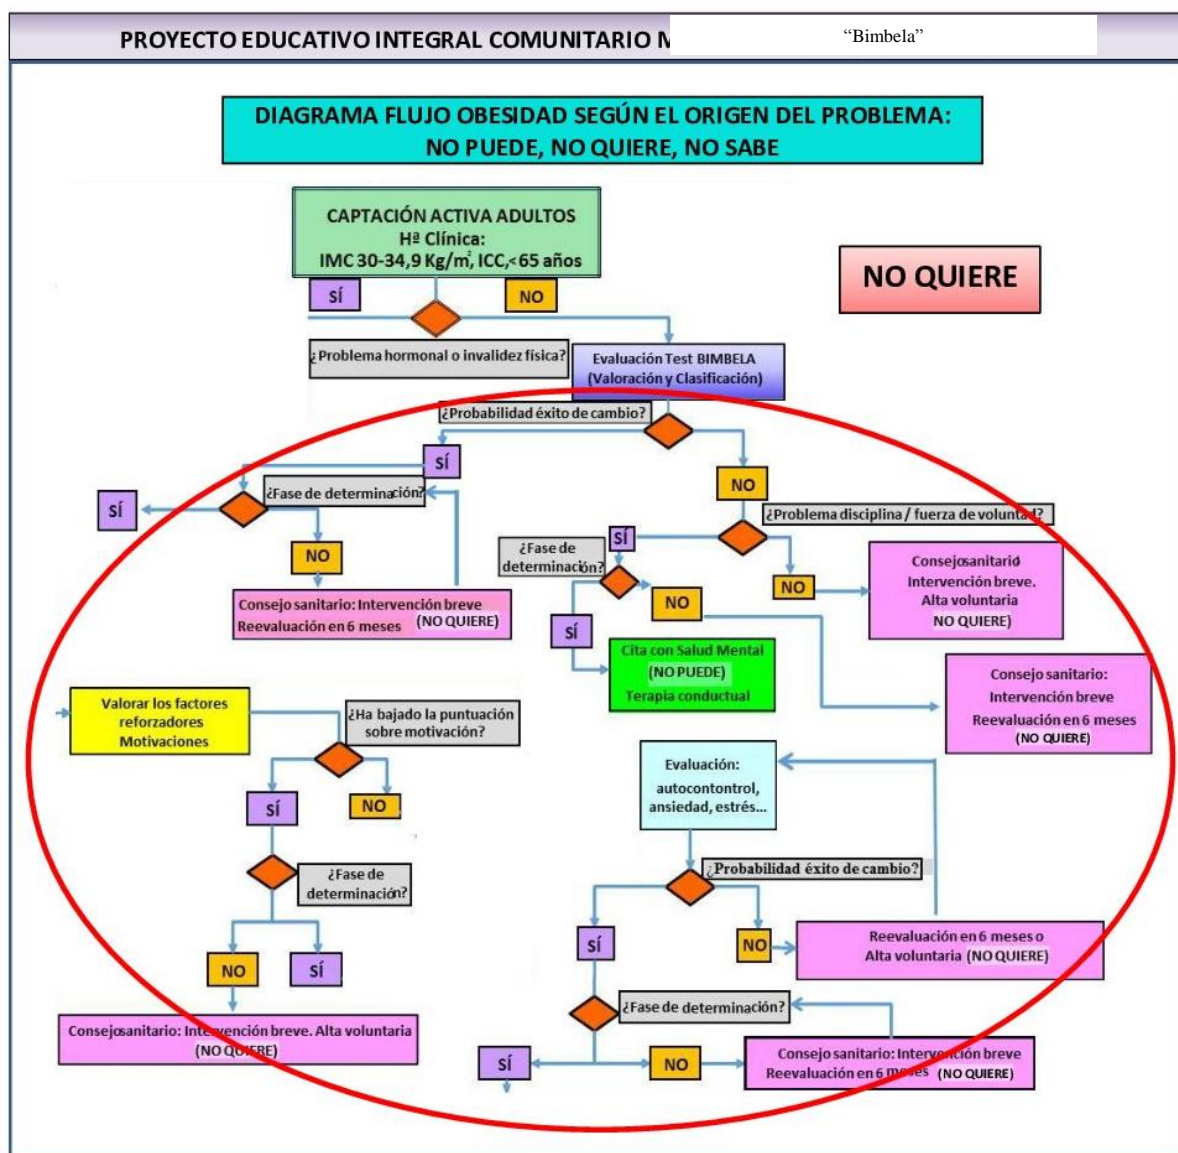 PROYECTO EDUCATIVO INTEGRAL COMUNITARIO
“Bimbela”
DIAGRAMA FLUJO OBESIDAD SEGÚN EL ORIGEN DEL PROBLEMA:
NO PUEDE, NO QUIERE, NO SABE
CAPTACIÓN ACTIVA ADULTOS
Hª Clínica:
IMC 30-34,9 Kg/m², ICC,<65 años
NO QUIERE
SÍ
NO
¿Problema hormonal o invalidez física?
Evaluación Test BIMBELA
(Valoración y Clasificación)
¿Probabilidad éxito de cambio?
SÍ
NO
¿Fase de determinación?
SÍ
NO
Consejo sanitario: Intervención breve
Reevaluación en 6 meses (NO QUIERE)
¿Problema disciplina / fuerza de voluntad?
SÍ
NO
Consejosanitario
Intervención breve.
Alta voluntaria
NO QUIERE)
¿Fase de
determinación?
NO
SÍ
Cita con Salud Mental
(NO PUEDE)
Terapia conductual
Consejo sanitario:
Intervención breve
Reevaluación en 6 meses
(NO QUIERE)
Valorar los factores
reforzadores
Motivaciones
¿Ha bajado la puntuación
sobre motivación?
SÍ
NO
¿Fase de
determinación?
NO
SÍ
Consejosanitario: Intervención breve. Alta voluntaria
(NO QUIERE)
Evaluación:
autocontontrol,
ansiedad, estrés...
¿Probabilidad éxito de cambio?
SÍ
NO
Reevaluación en 6 meses o
Alta voluntaria (NO QUIERE)
¿Fase de determinación?
SÍ
NO
Consejo sanitario: Intervención breve
Reevaluación en 6 meses (NO QUIERE)